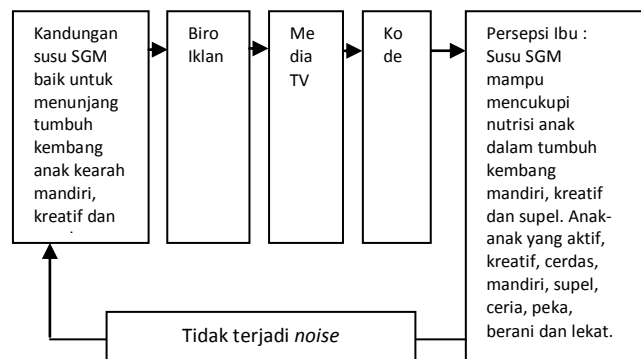 Kandungan
susu SGM
baik untuk
menunjang
tumbuh
kembang
anak kearah
mandiri,
kreatif dan
Biro
Iklan
Me
dia
TV
Ko
de
Persepsi Ibu :
Susu SGM
mampu
mencukupi
nutrisi anak
dalam tumbuh
kembang
mandiri, kreatif
dan supel. Anak-
anak yang aktif,
kreatif, cerdas,
mandiri, supel,
ceria, peka,
berani dan lekat.
Tidak terjadi noise